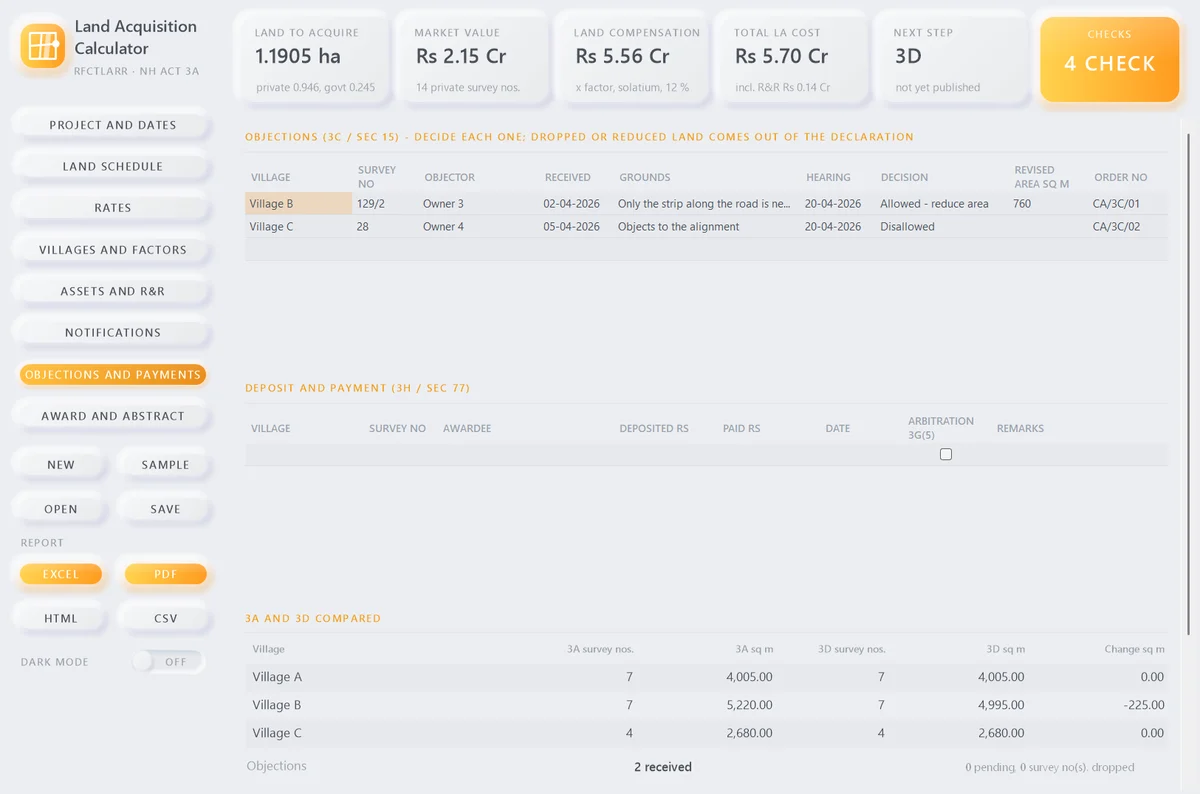 Land Acquisition
Calculator
RFCTLARR · NH ACT 3A
LAND TO ACQUIRE
1.1905 ha
private 0.946, govt 0.245
MARKET VALUE
Rs 2.15 Cr
14 private survey nos.
LAND COMPENSATION
Rs 5.56 Cr
x factor, solatium, 12 %
TOTAL LA COST
Rs 5.70 Cr
incl. R&R Rs 0.14 Cr
NEXT STEP
3D
not yet published
CHECKS
4 CHECK
PROJECT AND DATES
LAND SCHEDULE
RATES
VILLAGES AND FACTORS
ASSETS AND R&R
NOTIFICATIONS
OBJECTIONS AND PAYMENTS
AWARD AND ABSTRACT
NEW SAMPLE
OPEN SAVE
REPORT
EXCEL PDF
HTML CSV
DARK MODE OFF
OBJECTIONS (3C / SEC 15) - DECIDE EACH ONE; DROPPED OR REDUCED LAND COMES OUT OF THE DECLARATION
VILLAGE SURVEY NO OBJECTOR RECEIVED GROUNDS HEARING DECISION REVISED AREA SQ M ORDER NO
Village B 129/2 Owner 3 02-04-2026 Only the strip along the road is ne... 20-04-2026 Allowed - reduce area 760 CA/3C/01
Village C 28 Owner 4 05-04-2026 Objects to the alignment 20-04-2026 Disallowed CA/3C/02
DEPOSIT AND PAYMENT (3H / SEC 77)
VILLAGE SURVEY NO AWARDEE DEPOSITED RS PAID RS DATE ARBITRATION 3G(5) REMARKS
3A AND 3D COMPARED
Village 3A survey nos. 3A sq m 3D survey nos. 3D sq m Change sq m
Village A 7 4,005.00 7 4,005.00 0.00
Village B 7 5,220.00 7 4,995.00 -225.00
Village C 4 2,680.00 4 2,680.00 0.00
Objections 2 received 0 pending, 0 survey no(s). dropped